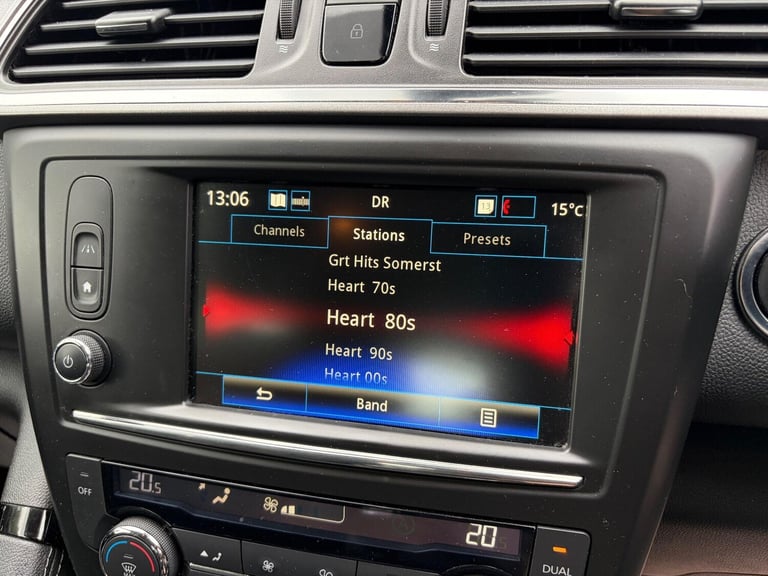 13:06 DR 13 15°C
Channels Stations Presets
Grt Hits Somerst
Heart 70s
Heart 80s
Heart 90s
Heart 00s
Band
OFF 20.5 20
DUAL